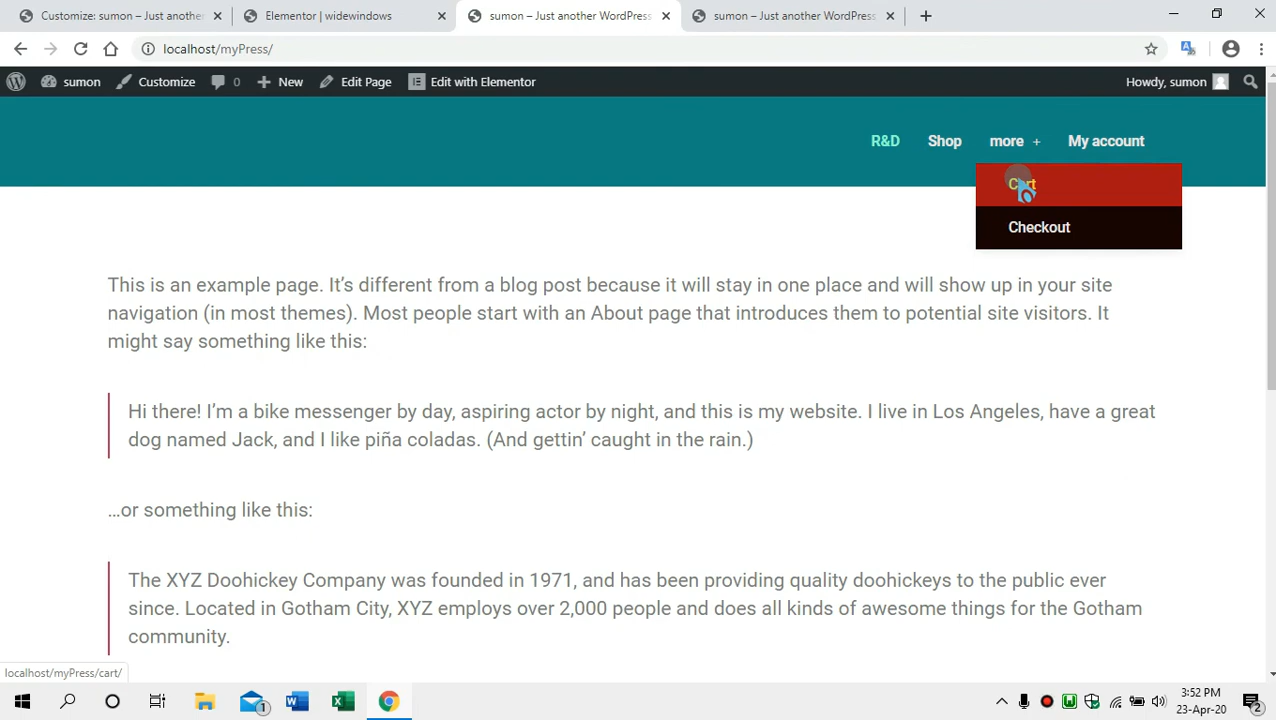 Customize: sumon – Just another
Elementor | widewindows
sumon – Just another WordPress
sumon – Just another WordPress
localhost/myPress/
sumon
Customize
0
New
Edit Page
Edit with Elementor
Howdy, sumon
R&D
Shop
more +
My account
Cart
Checkout
This is an example page. It’s different from a blog post because it will stay in one place and will show up in your site
navigation (in most themes). Most people start with an About page that introduces them to potential site visitors. It
might say something like this:
Hi there! I’m a bike messenger by day, aspiring actor by night, and this is my website. I live in Los Angeles, have a great
dog named Jack, and I like piña coladas. (And gettin’ caught in the rain.)
…or something like this:
The XYZ Doohickey Company was founded in 1971, and has been providing quality doohickeys to the public ever
since. Located in Gotham City, XYZ employs over 2,000 people and does all kinds of awesome things for the Gotham
community.
localhost/myPress/cart/
1
3:52 PM
23-Apr-20
2